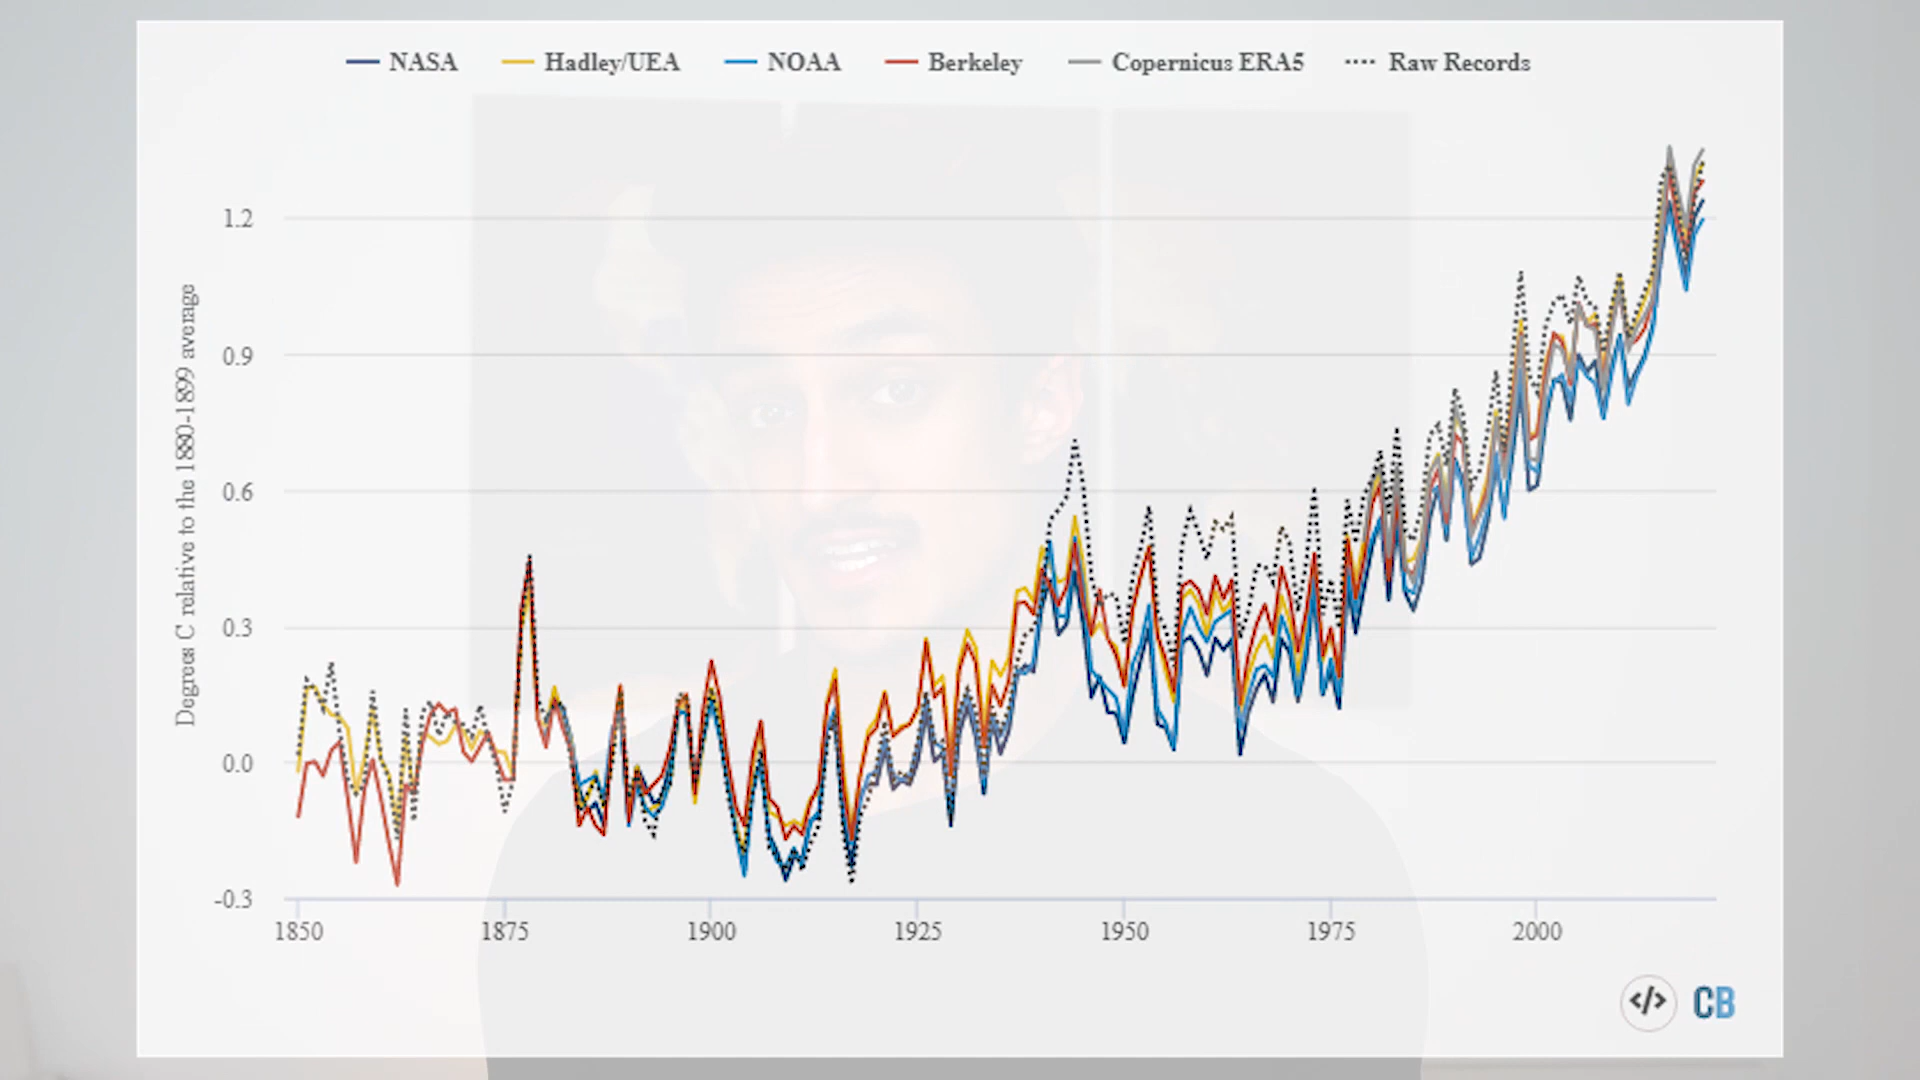 NASA Hadley/UEA NOAA Berkeley Copernicus ERA5 Raw Records
Degrees C relative to the 1880-1899 average
1.2
0.9
0.6
0.3
0.0
-0.3
1850 1875 1900 1925 1950 1975 2000
</> CB